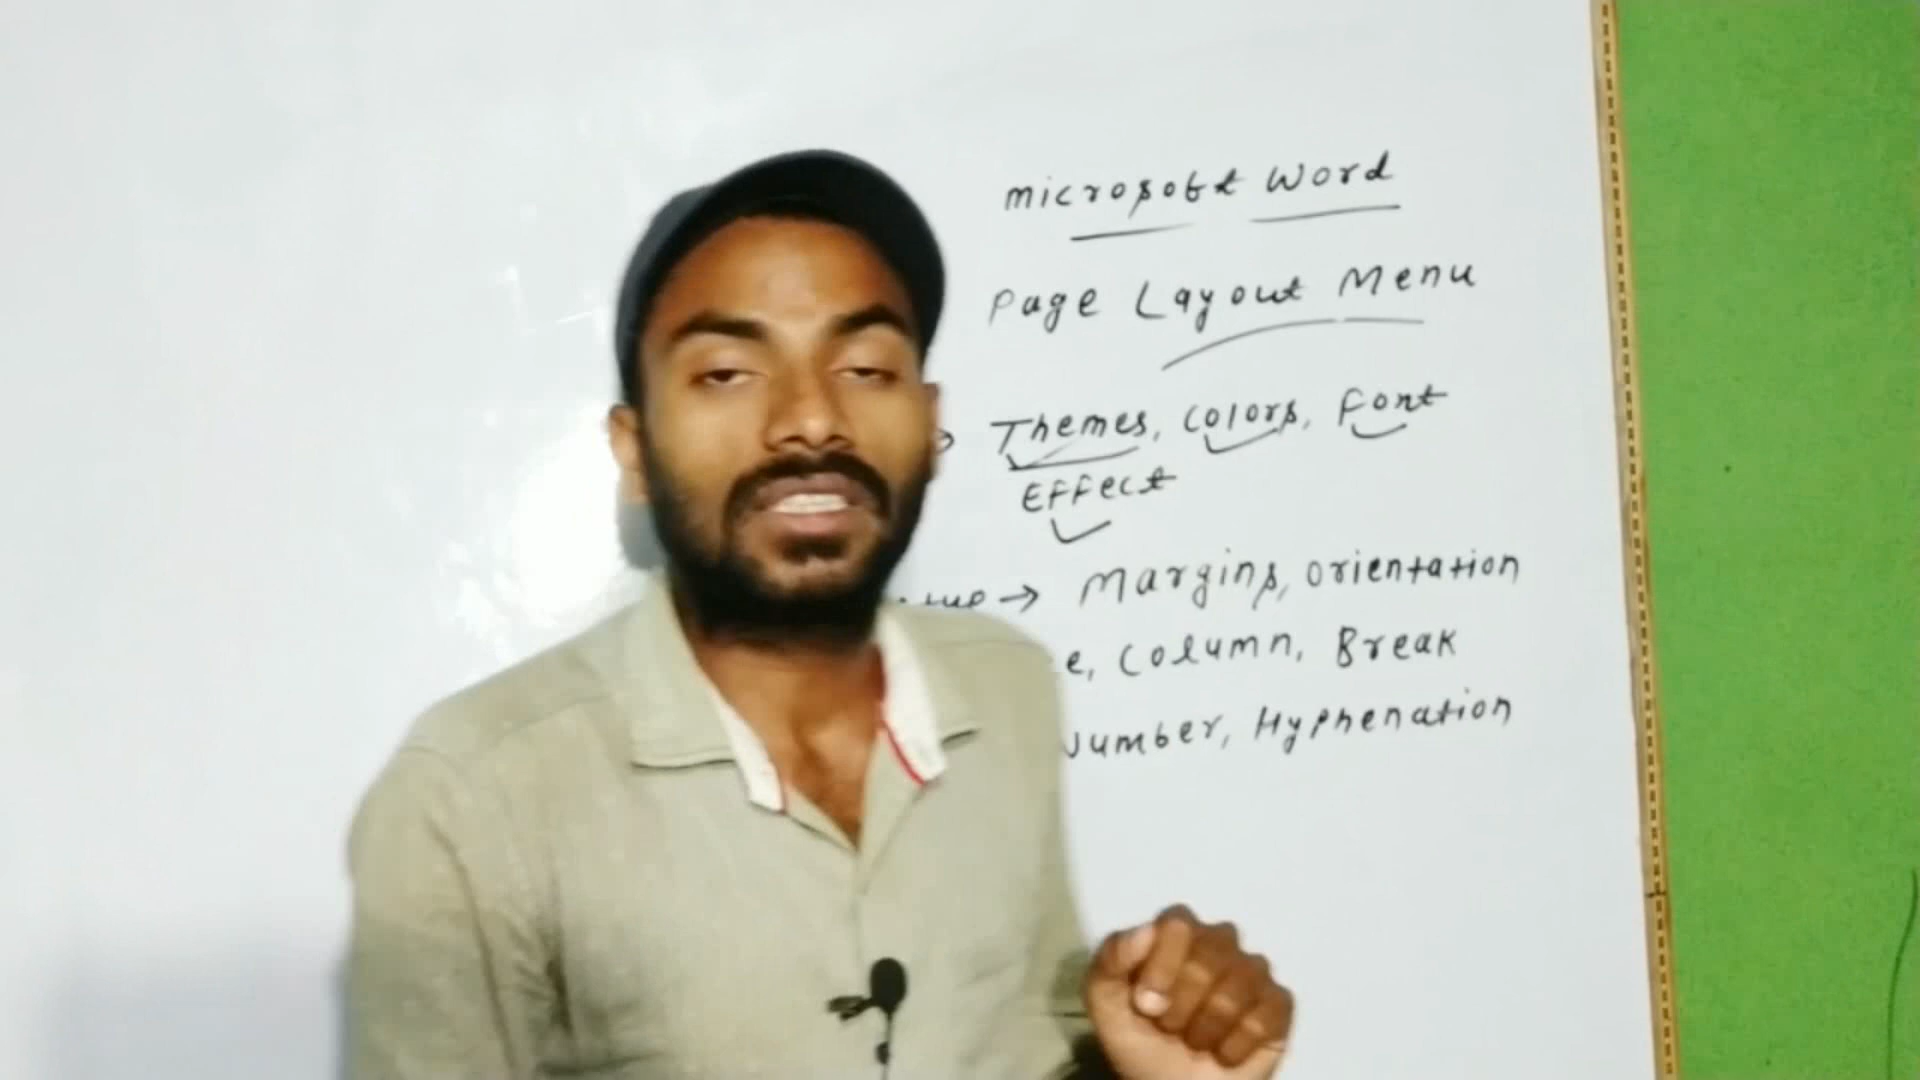 Microsoft Word
Page Layout Menu
Themes, Colors, Font
Effect
→ Margins, Orientation
Column, Break
Number, Hyphenation